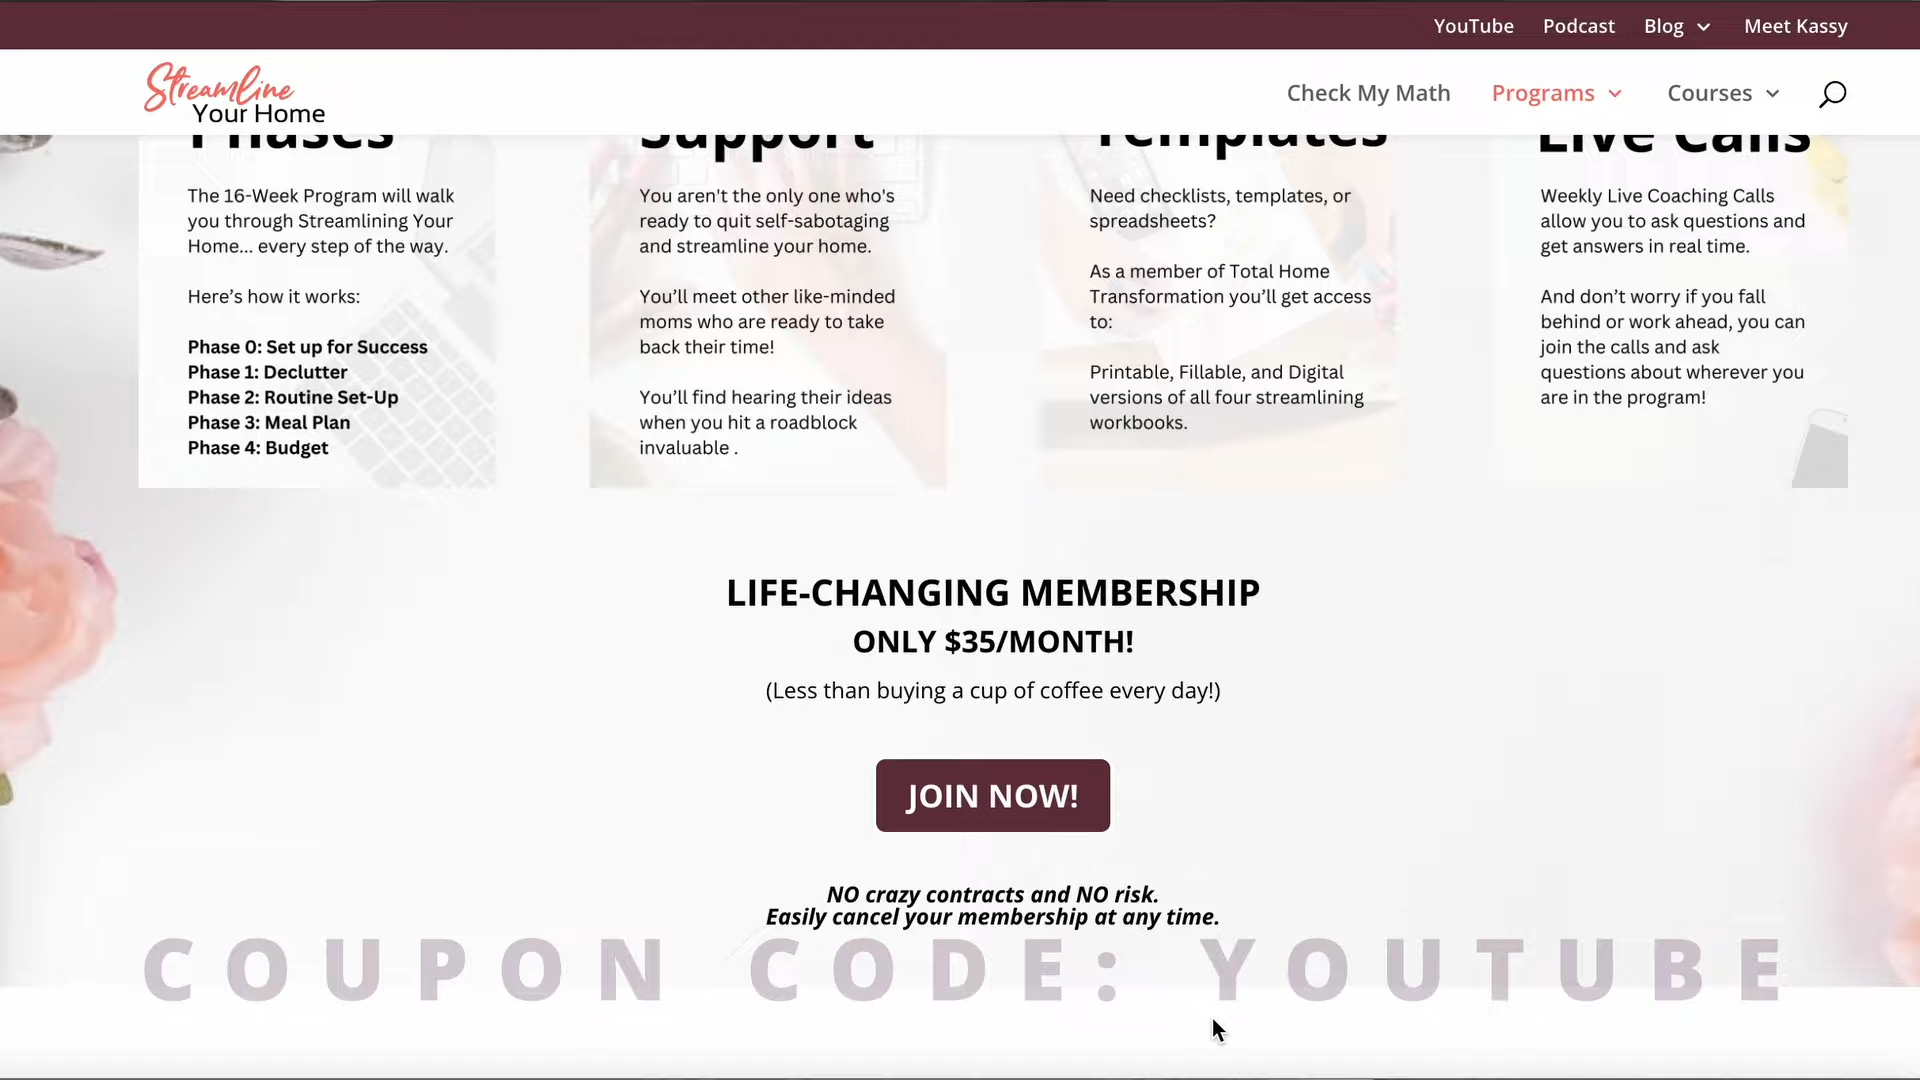 YouTube
Podcast
Blog
Meet Kassy
Streamline
Your Home
Check My Math
Programs
Courses
Phases
The 16-Week Program will walk
you through Streamlining Your
Home... every step of the way.
Here’s how it works:
Phase 0: Set up for Success
Phase 1: Declutter
Phase 2: Routine Set-Up
Phase 3: Meal Plan
Phase 4: Budget
Support
You aren't the only one who's
ready to quit self-sabotaging
and streamline your home.
You’ll meet other like-minded
moms who are ready to take
back their time!
You’ll find hearing their ideas
when you hit a roadblock
invaluable .
Templates
Need checklists, templates, or
spreadsheets?
As a member of Total Home
Transformation you’ll get access
to:
Printable, Fillable, and Digital
versions of all four streamlining
workbooks.
Live Calls
Weekly Live Coaching Calls
allow you to ask questions and
get answers in real time.
And don’t worry if you fall
behind or work ahead, you can
join the calls and ask
questions about wherever you
are in the program!
LIFE-CHANGING MEMBERSHIP
ONLY $35/MONTH!
(Less than buying a cup of coffee every day!)
JOIN NOW!
NO crazy contracts and NO risk.
Easily cancel your membership at any time.
COUPON CODE: YOUTUBE